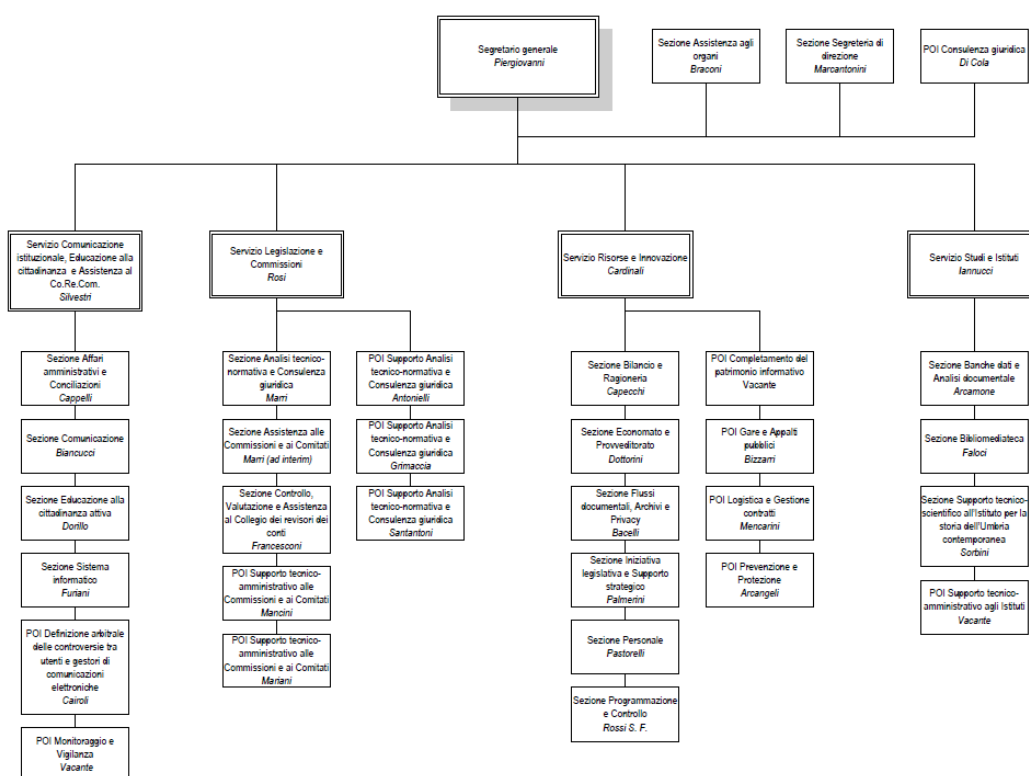 Segretario generale
Piergiovanni
Sezione Assistenza agli
organi
Braconi
Sezione Segreteria di
direzione
Marcantonini
POI Consulenza giuridica
Di Cola
Servizio Comunicazione
istituzionale, Educazione alla
cittadinanza e Assistenza al
Co.Re.Com.
Silvestri
Servizio Legislazione e
Commissioni
Rosi
Servizio Risorse e Innovazione
Cardinali
Servizio Studi e Istituti
Iannucci
Sezione Affari
amministrativi e
Conciliazioni
Cappelli
Sezione Comunicazione
Biancucci
Sezione Educazione alla
cittadinanza attiva
Dorillo
Sezione Sistema
informatico
Furiani
POI Definizione arbitrale
delle controversie tra
utenti e gestori di
comunicazioni
elettroniche
Cairoli
POI Monitoraggio e
Vigilanza
Vacante
Sezione Analisi tecnico-
normativa e Consulenza
giuridica
Marri
Sezione Assistenza alle
Commissioni e ai Comitati
Marri (ad interim)
Sezione Controllo,
Valutazione e Assistenza
al Collegio dei revisori dei
conti
Francesconi
POI Supporto tecnico-
amministrativo alle
Commissioni e ai Comitati
Mancini
POI Supporto tecnico-
amministrativo alle
Commissioni e ai Comitati
Mariani
POI Supporto Analisi
tecnico-normativa e
Consulenza giuridica
Antonielli
POI Supporto Analisi
tecnico-normativa e
Consulenza giuridica
Grimaccia
POI Supporto Analisi
tecnico-normativa e
Consulenza giuridica
Santantoni
Sezione Bilancio e
Ragioneria
Capecchi
Sezione Economato e
Provveditorato
Dottorini
Sezione Flussi
documentali, Archivi e
Privacy
Bacelli
Sezione Iniziativa
legislativa e Supporto
strategico
Palmerini
Sezione Personale
Pastorelli
Sezione Programmazione
e Controllo
Rossi S. F.
POI Completamento del
patrimonio informativo
Vacante
POI Gare e Appalti
pubblici
Bizzarri
POI Logistica e Gestione
contratti
Mencarini
POI Prevenzione e
Protezione
Arcangeli
Sezione Banche dati e
Analisi documentale
Arcamone
Sezione Bibliomediateca
Faloci
Sezione Supporto tecnico-
scientifico all'Istituto per la
storia dell'Umbria
contemporanea
Sorbini
POI Supporto tecnico-
amministrativo agli Istituti
Vacante